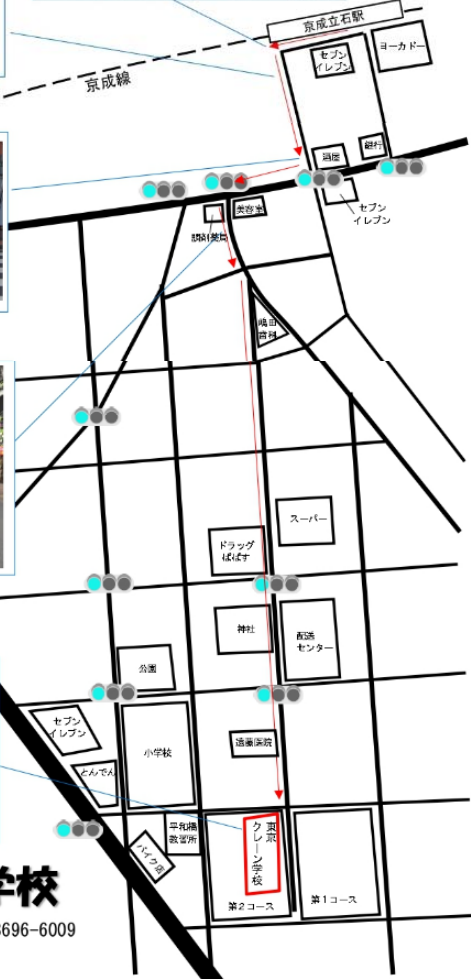 京成立石駅
京成線
セブン
イレブン
ヨーカドー
酒居
銀行
セブン
イレブン
美容室
調剤薬局
嶋田
歯科
スーパー
ドラッグ
ぱぱす
神社
配送
センター
公園
セブン
イレブン
小学校
遠藤医院
とんでん
平和橋
教習所
バイク店
東京
クレーン学校
第2コース
第1コース
学校
3696-6009